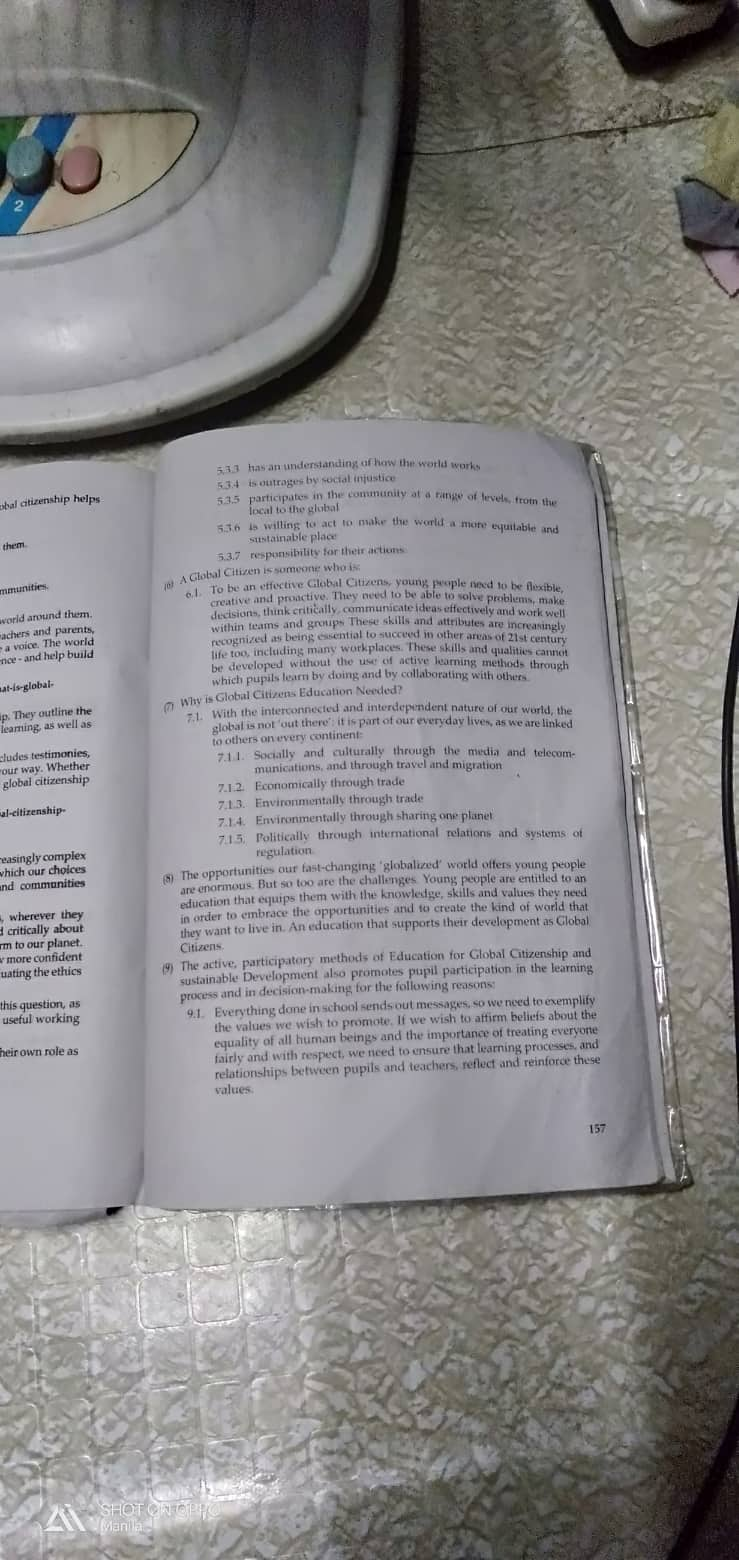 2
obal citizenship helps
them.
mmunities.
world around them.
achers and parents,
a voice. The world
nce - and help build
at-is-global-
ip. They outline the
learning, as well as
cludes testimonies,
our way. Whether
global citizenship
al-citizenship-
easingly complex
which our choices
nd communities
, wherever they
d critically about
rm to our planet.
more confident
uating the ethics
this question, as
useful working
heir own role as
5.3.3 has an understanding of how the world works
5.3.4 is outrages by social injustice
5.3.5 participates in the community at a range of levels, from the
local to the global
5.3.6 is willing to act to make the world a more equitable and
sustainable place
5.3.7 responsibility for their actions.
(6) A Global Citizen is someone who is:
6.1. To be an effective Global Citizens, young people need to be flexible,
creative and proactive. They need to be able to solve problems, make
decisions, think critically, communicate ideas effectively and work well
within teams and groups These skills and attributes are increasingly
recognized as being essential to succeed in other areas of 21st century
life too, including many workplaces. These skills and qualities cannot
be developed without the use of active learning methods through
which pupils learn by doing and by collaborating with others.
(7) Why is Global Citizens Education Needed?
7.1. With the interconnected and interdependent nature of our world, the
global is not 'out there'; it is part of our everyday lives, as we are linked
to others on every continent:
7.1.1. Socially and culturally through the media and telecom-
munications, and through travel and migration
7.1.2. Economically through trade
7.1.3. Environmentally through trade
7.1.4. Environmentally through sharing one planet
7.1.5. Politically through international relations and systems of
regulation.
(8) The opportunities our fast-changing 'globalized' world offers young people
are enormous. But so too are the challenges. Young people are entitled to an
education that equips them with the knowledge, skills and values they need
in order to embrace the opportunities and to create the kind of world that
they want to live in. An education that supports their development as Global
Citizens.
(9) The active, participatory methods of Education for Global Citizenship and
sustainable Development also promotes pupil participation in the learning
process and in decision-making for the following reasons:
9.1. Everything done in school sends out messages, so we need to exemplify
the values we wish to promote. If we wish to affirm beliefs about the
equality of all human beings and the importance of treating everyone
fairly and with respect, we need to ensure that learning processes, and
relationships between pupils and teachers, reflect and reinforce these
values.
157
SHOT ON OPPO
Manila